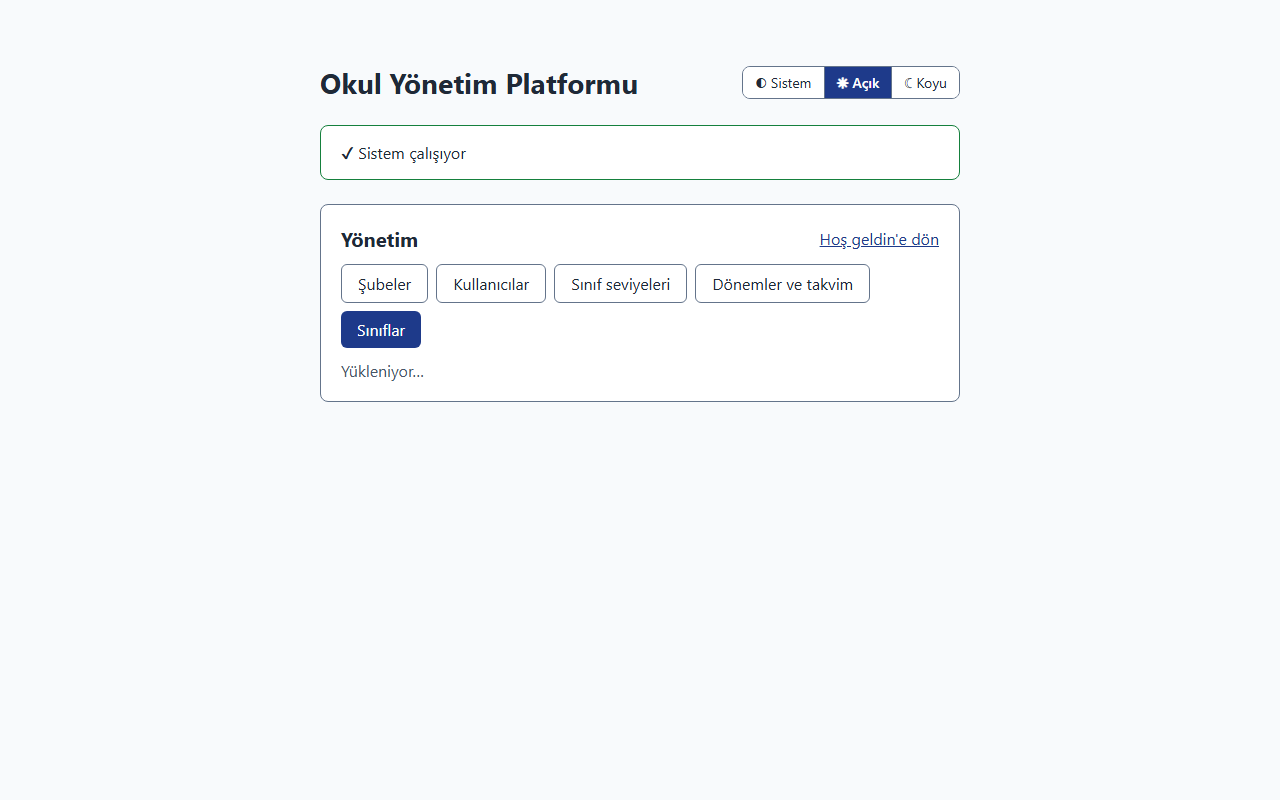 Okul Yönetim Platformu
◐ Sistem
❋ Açık
☾ Koyu
✓ Sistem çalışıyor
Yönetim
Hoş geldin'e dön
Şubeler
Kullanıcılar
Sınıf seviyeleri
Dönemler ve takvim
Sınıflar
Yükleniyor...